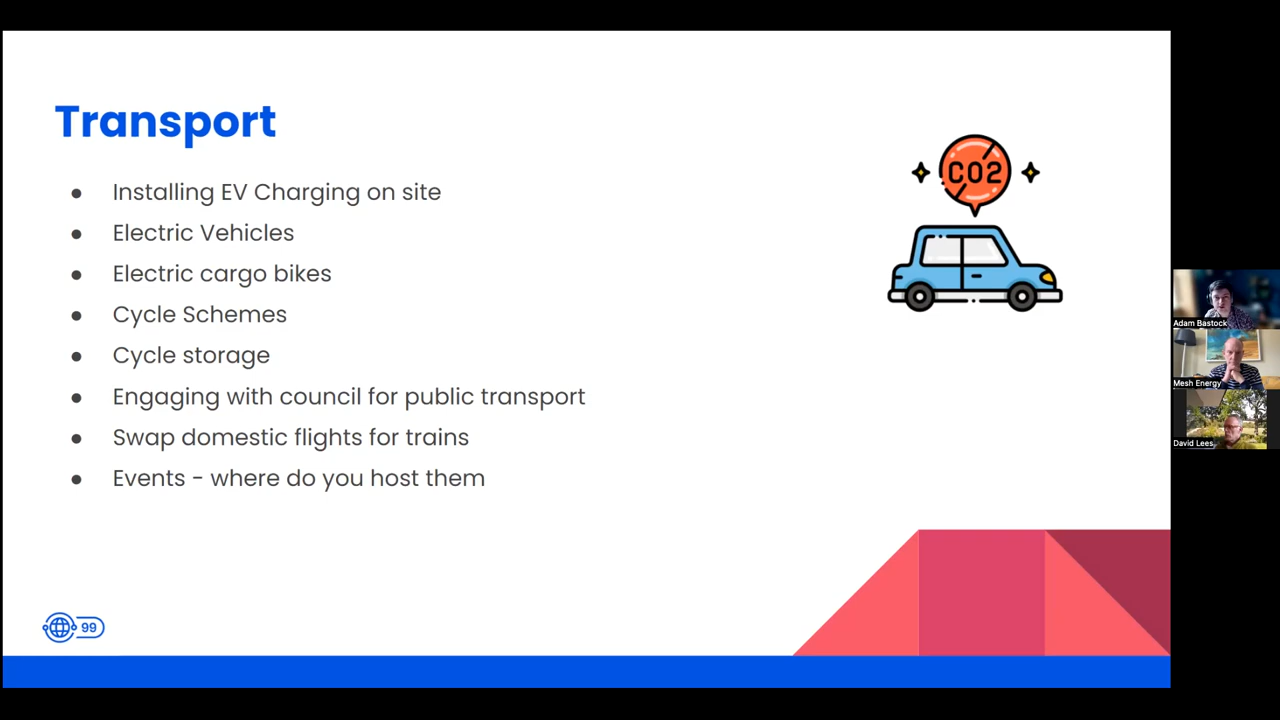 Transport
● Installing EV Charging on site
● Electric Vehicles
● Electric cargo bikes
● Cycle Schemes
● Cycle storage
● Engaging with council for public transport
● Swap domestic flights for trains
● Events - where do you host them
CO2
99
Adam Bastock
Mesh Energy
David Lees